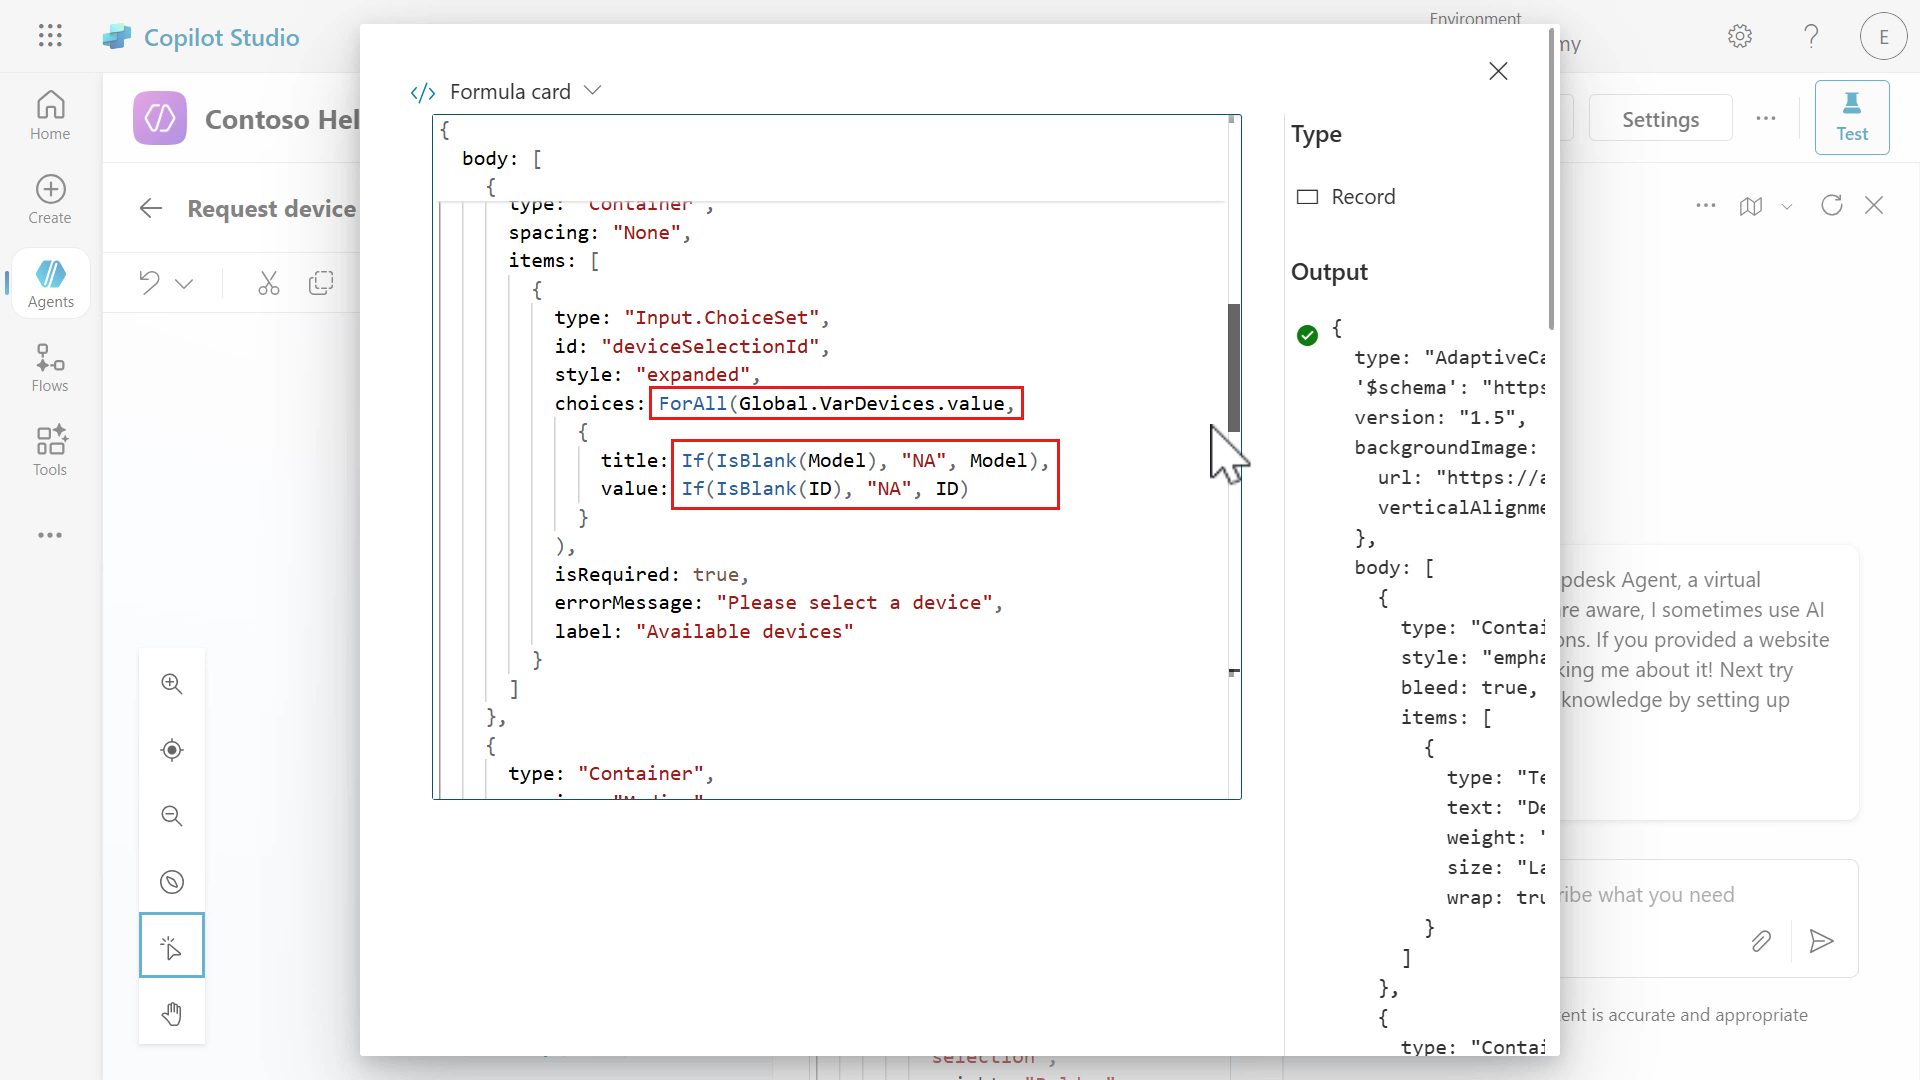 Copilot Studio
Environment
my
E
Home
Create
Agents
Flows
Tools
Contoso Hel
Settings
Test
Request device
Formula card
{
body: [
{
type: "Container",
spacing: "None",
items: [
{
type: "Input.ChoiceSet",
id: "deviceSelectionId",
style: "expanded",
choices: ForAll(Global.VarDevices.value,
{
title: If(IsBlank(Model), "NA", Model),
value: If(IsBlank(ID), "NA", ID)
}
),
isRequired: true,
errorMessage: "Please select a device",
label: "Available devices"
}
]
},
{
type: "Container",
Type
Record
Output
{
type: "AdaptiveCa
'$schema': "https
version: "1.5",
backgroundImage:
url: "https://a
verticalAlignme
},
body: [
{
type: "Contai
style: "empha
bleed: true,
items: [
{
type: "Te
text: "De
weight: '
size: "La
wrap: tru
}
]
},
{
type: "Contai
pdesk Agent, a virtual
re aware, I sometimes use AI
ons. If you provided a website
king me about it! Next try
knowledge by setting up
ribe what you need
ent is accurate and appropriate
selection",